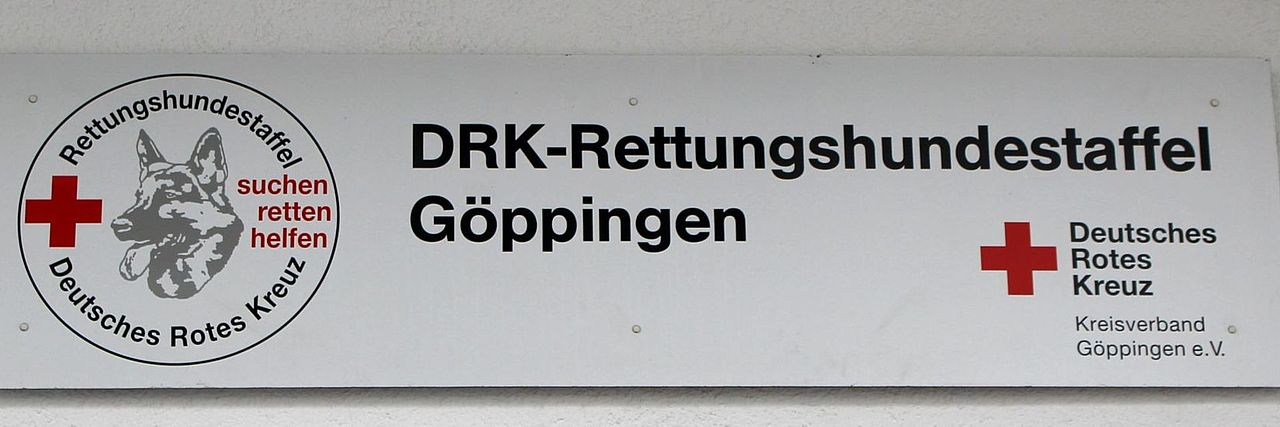 Rettungshundestaffel
suchen
retten
helfen
Deutsches Rotes Kreuz
DRK-Rettungshundestaffel
Göppingen
Deutsches
Rotes
Kreuz
Kreisverband
Göppingen e.V.